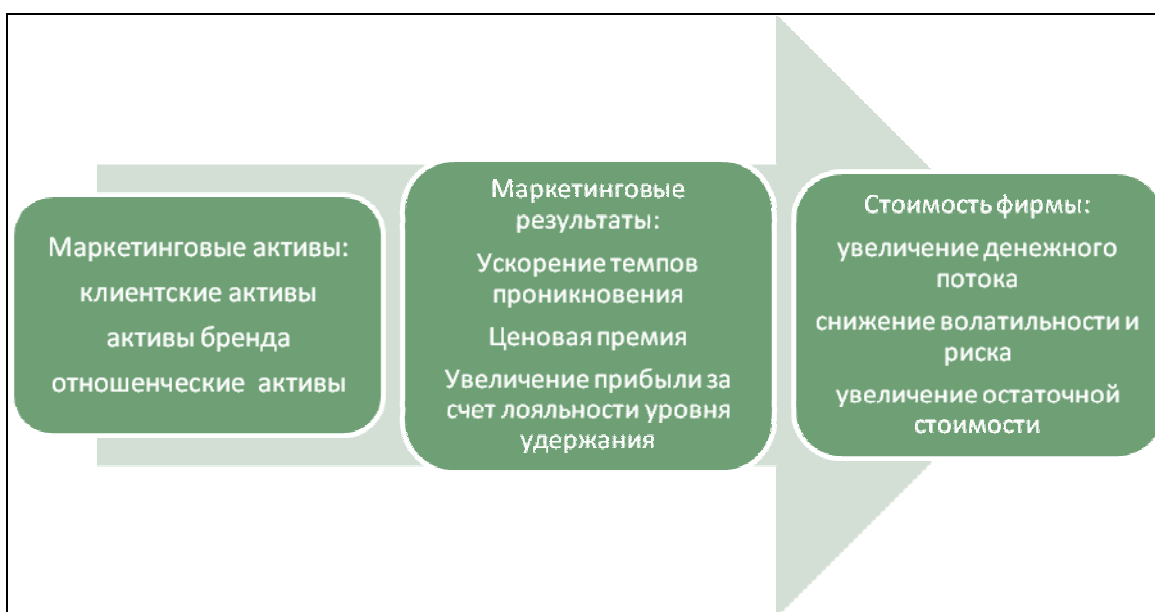 Маркетинговые активы:
клиентские активы
активы бренда
отношенческие активы
Маркетинговые
результаты:
Ускорение темпов
проникновения
Ценовая премия
Увеличение прибыли за
счет лояльности уровня
удержания
Стоимость фирмы:
увеличение денежного
потока
снижение волатильности и
риска
увеличение остаточной
стоимости